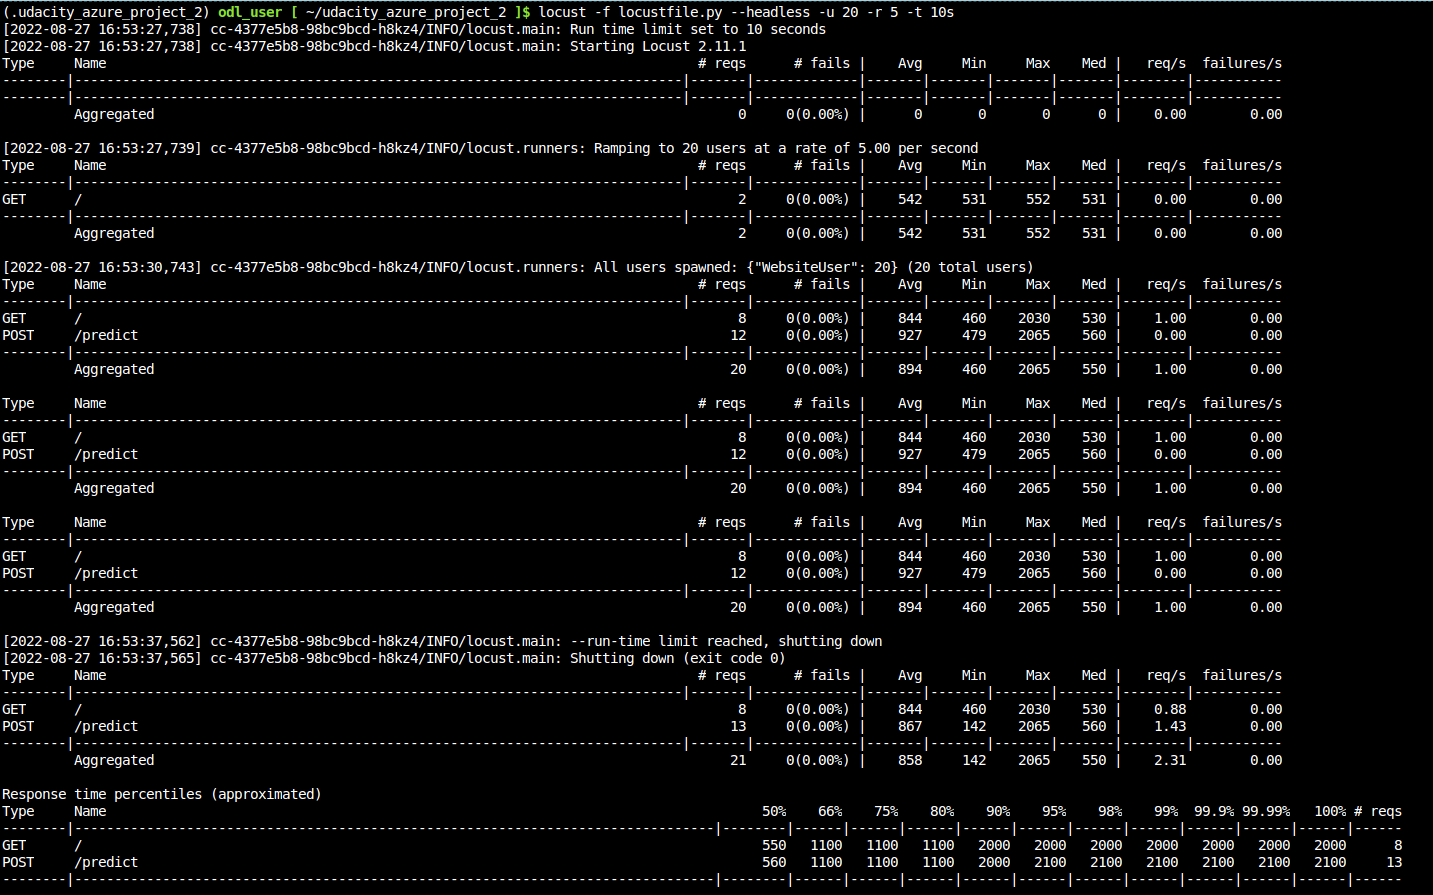 (.udacity_azure_project_2) odl_user [ ~/udacity_azure_project_2 ]$ locust -f locustfile.py --headless -u 20 -r 5 -t 10s
[2022-08-27 16:53:27,738] cc-4377e5b8-98bc9bcd-h8kz4/INFO/locust.main: Run time limit set to 10 seconds
[2022-08-27 16:53:27,738] cc-4377e5b8-98bc9bcd-h8kz4/INFO/locust.main: Starting Locust 2.11.1
Type     Name                                                                          # reqs      # fails |    Avg     Min     Max    Med |   req/s  failures/s
--------|----------------------------------------------------------------------------|-------|-------------|-------|-------|-------|-------|--------|-----------
--------|----------------------------------------------------------------------------|-------|-------------|-------|-------|-------|-------|--------|-----------
         Aggregated                                                                         0     0(0.00%) |      0       0       0      0 |    0.00        0.00

[2022-08-27 16:53:27,739] cc-4377e5b8-98bc9bcd-h8kz4/INFO/locust.runners: Ramping to 20 users at a rate of 5.00 per second
Type     Name                                                                          # reqs      # fails |    Avg     Min     Max    Med |   req/s  failures/s
--------|----------------------------------------------------------------------------|-------|-------------|-------|-------|-------|-------|--------|-----------
GET      /                                                                                  2     0(0.00%) |    542     531     552    531 |    0.00        0.00
--------|----------------------------------------------------------------------------|-------|-------------|-------|-------|-------|-------|--------|-----------
         Aggregated                                                                         2     0(0.00%) |    542     531     552    531 |    0.00        0.00

[2022-08-27 16:53:30,743] cc-4377e5b8-98bc9bcd-h8kz4/INFO/locust.runners: All users spawned: {"WebsiteUser": 20} (20 total users)
Type     Name                                                                          # reqs      # fails |    Avg     Min     Max    Med |   req/s  failures/s
--------|----------------------------------------------------------------------------|-------|-------------|-------|-------|-------|-------|--------|-----------
GET      /                                                                                  8     0(0.00%) |    844     460    2030    530 |    1.00        0.00
POST     /predict                                                                          12     0(0.00%) |    927     479    2065    560 |    0.00        0.00
--------|----------------------------------------------------------------------------|-------|-------------|-------|-------|-------|-------|--------|-----------
         Aggregated                                                                        20     0(0.00%) |    894     460    2065    550 |    1.00        0.00

Type     Name                                                                          # reqs      # fails |    Avg     Min     Max    Med |   req/s  failures/s
--------|----------------------------------------------------------------------------|-------|-------------|-------|-------|-------|-------|--------|-----------
GET      /                                                                                  8     0(0.00%) |    844     460    2030    530 |    1.00        0.00
POST     /predict                                                                          12     0(0.00%) |    927     479    2065    560 |    0.00        0.00
--------|----------------------------------------------------------------------------|-------|-------------|-------|-------|-------|-------|--------|-----------
         Aggregated                                                                        20     0(0.00%) |    894     460    2065    550 |    1.00        0.00

Type     Name                                                                          # reqs      # fails |    Avg     Min     Max    Med |   req/s  failures/s
--------|----------------------------------------------------------------------------|-------|-------------|-------|-------|-------|-------|--------|-----------
GET      /                                                                                  8     0(0.00%) |    844     460    2030    530 |    1.00        0.00
POST     /predict                                                                          12     0(0.00%) |    927     479    2065    560 |    0.00        0.00
--------|----------------------------------------------------------------------------|-------|-------------|-------|-------|-------|-------|--------|-----------
         Aggregated                                                                        20     0(0.00%) |    894     460    2065    550 |    1.00        0.00

[2022-08-27 16:53:37,562] cc-4377e5b8-98bc9bcd-h8kz4/INFO/locust.main: --run-time limit reached, shutting down
[2022-08-27 16:53:37,565] cc-4377e5b8-98bc9bcd-h8kz4/INFO/locust.main: Shutting down (exit code 0)
Type     Name                                                                          # reqs      # fails |    Avg     Min     Max    Med |   req/s  failures/s
--------|----------------------------------------------------------------------------|-------|-------------|-------|-------|-------|-------|--------|-----------
GET      /                                                                                  8     0(0.00%) |    844     460    2030    530 |    0.88        0.00
POST     /predict                                                                          13     0(0.00%) |    867     142    2065    560 |    1.43        0.00
--------|----------------------------------------------------------------------------|-------|-------------|-------|-------|-------|-------|--------|-----------
         Aggregated                                                                        21     0(0.00%) |    858     142    2065    550 |    2.31        0.00

Response time percentiles (approximated)
Type     Name                                                                                  50%    66%    75%    80%    90%    95%    98%    99%  99.9% 99.99%   100% # reqs
--------|--------------------------------------------------------------------------------|--------|------|------|------|------|------|------|------|------|------|------|------
GET      /                                                                                     550   1100   1100   1100   2000   2000   2000   2000   2000   2000   2000      8
POST     /predict                                                                              560   1100   1100   1100   2000   2100   2100   2100   2100   2100   2100     13
--------|--------------------------------------------------------------------------------|--------|------|------|------|------|------|------|------|------|------|------|------